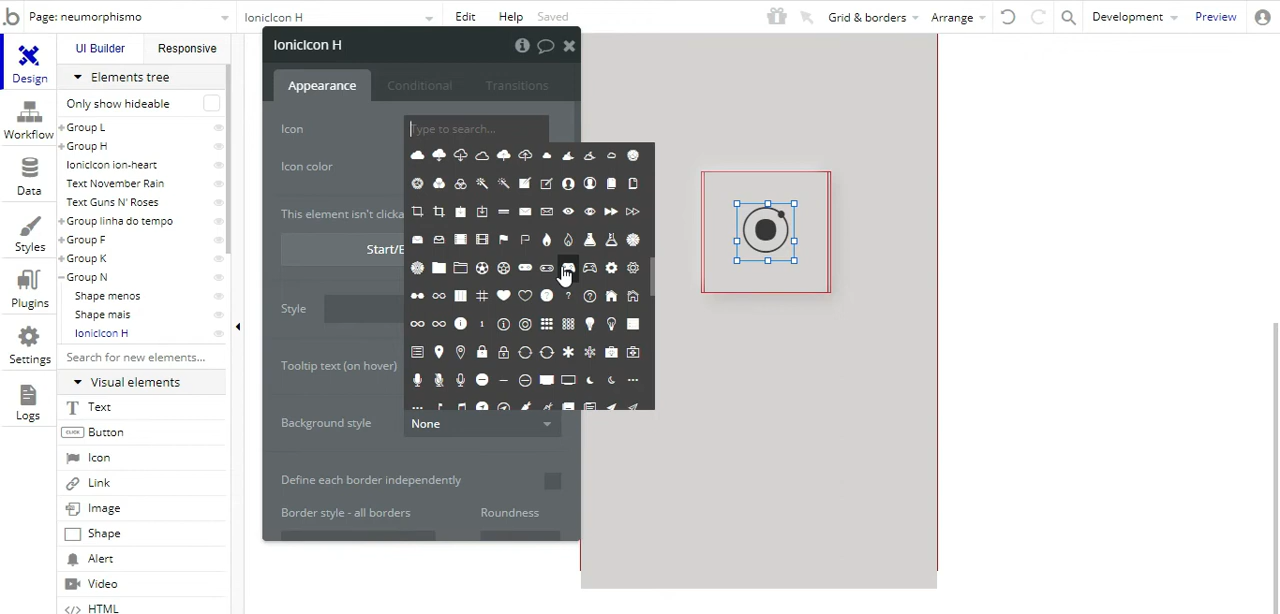 .b Page: neumorphismo IonicIcon H Edit Help Saved Grid & borders Arrange Development Preview
UI Builder Responsive
Design
Workflow
Data
Styles
Plugins
Settings
Logs
Elements tree
Only show hideable
Group L
Group H
IonicIcon ion-heart
Text November Rain
Text Guns N' Roses
Group linha do tempo
Group F
Group K
Group N
Shape menos
Shape mais
IonicIcon H
Search for new elements...
Visual elements
Text
CLICK Button
Icon
Link
Image
Shape
Alert
Video
</> HTML
IonicIcon H
Appearance Conditional Transitions
Icon Type to search...
Icon color
This element isn't clicka
Start/E
Style
Tooltip text (on hover)
Background style None
Define each border independently
Border style - all borders Roundness